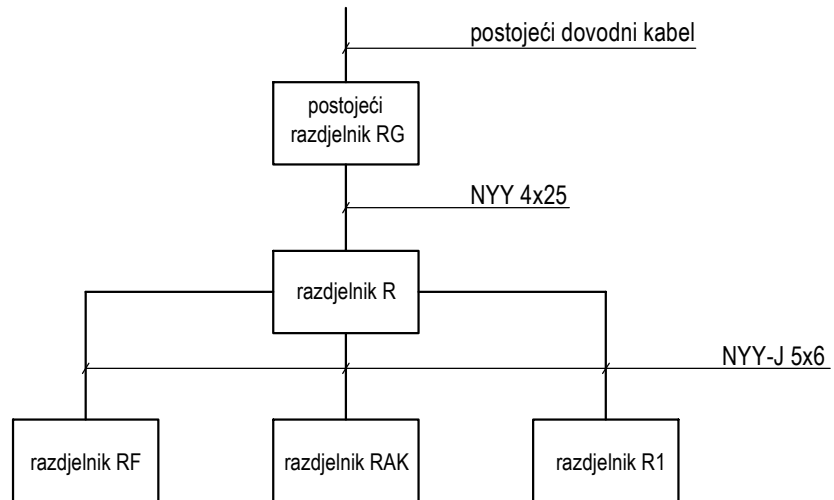 postojeći dovodni kabel
postojeći
razdjelnik RG
NYY 4x25
razdjelnik R
NYY-J 5x6
razdjelnik RF
razdjelnik RAK
razdjelnik R1